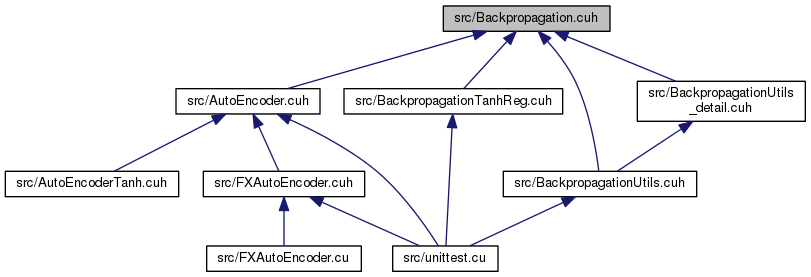 src/Backpropagation.cuh
src/AutoEncoder.cuh
src/BackpropagationTanhReg.cuh
src/BackpropagationUtils
_detail.cuh
src/AutoEncoderTanh.cuh
src/FXAutoEncoder.cuh
src/BackpropagationUtils.cuh
src/FXAutoEncoder.cu
src/unittest.cu